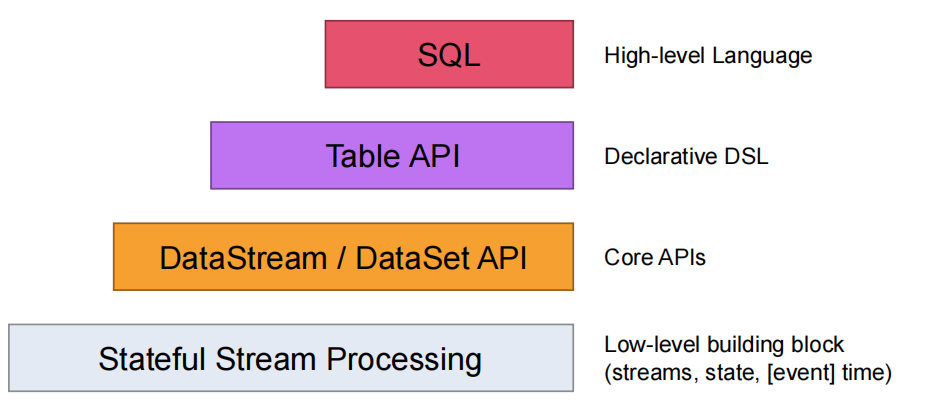 SQL
High-level Language
Table API
Declarative DSL
DataStream / DataSet API
Core APIs
Stateful Stream Processing
Low-level building block
(streams, state, [event] time)